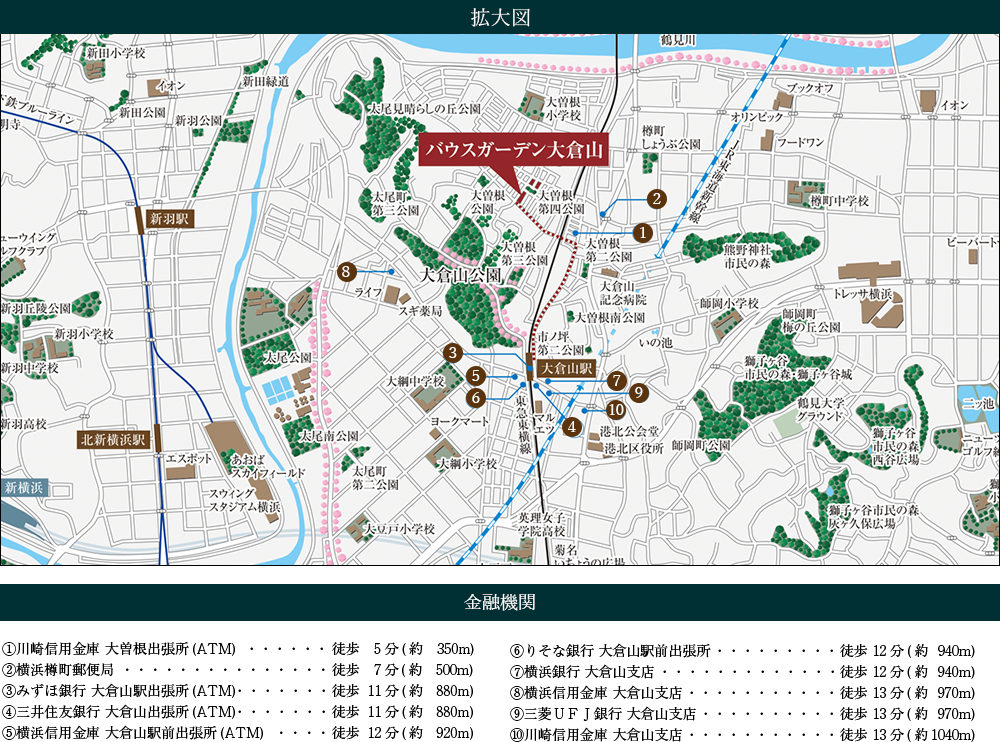 拡大図
新田小学校
イオン
新田緑道
新田公園
新羽公園
下鉄ブルーライン
明寺
太尾見晴らしの丘公園
大曽根
小学校
鶴見川
ブックオフ
オリンピック
フードワン
イオン
樽町
しょうぶ公園
JR東海道新幹線
樽町中学校
バウスガーデン大倉山
太尾町
第三公園
大曽根
公園
大曽根
第四公園
②
①
新羽駅
ューウイング
ルフクラブ
大曽根
第三公園
大曽根
第二公園
熊野神社
市民の森
ビーバート
⑧
ライフ
スギ薬局
大倉山公園
大倉山
記念病院
トレッサ横浜
新羽丘陵公園
新羽小学校
新羽中学校
大曽根南公園
いの池
師岡小学校
師岡町
梅の丘公園
太尾公園
市ノ坪
第二公園
③
大倉山駅
⑤
⑥
⑦
⑨
⑩
④
大綱中学校
獅子ヶ谷
市民の森:獅子ヶ谷城
鶴見大学
グラウンド
二ッ池
新羽高校
北新横浜駅
太尾南公園
ヨークマート
東急東横線
マルエツ
港北公会堂
港北区役所
師岡町公園
獅子ヶ谷
市民の森
西谷広場
エスポット
あおば
スカイフィールド
スウィング
スタジアム横浜
太尾町
第二公園
大綱小学校
新横浜
大豆戸小学校
英理女子
学院高校
菊名
いちょうの広場
獅子ヶ谷市民の森
灰ヶ久保広場
金融機関
①川崎信用金庫 大曽根出張所(ATM) ・・・・・・徒歩 5分(約 350m)
②横浜樽町郵便局 ・・・・・・・・・・・・・・・徒歩 7分(約 500m)
③みずほ銀行 大倉山駅出張所(ATM)・・・・・・・徒歩 11分(約 880m)
④三井住友銀行 大倉山出張所(ATM)・・・・・・・徒歩 11分(約 880m)
⑤横浜信用金庫 大倉山駅前出張所(ATM) ・・・・徒歩 12分(約 920m)
⑥りそな銀行 大倉山駅前出張所・・・・・・・・・徒歩 12分(約 940m)
⑦横浜銀行 大倉山支店 ・・・・・・・・・・・・・徒歩 12分(約 940m)
⑧横浜信用金庫 大倉山支店・・・・・・・・・・・徒歩 13分(約 970m)
⑨三菱UFJ銀行 大倉山支店・・・・・・・・・・徒歩 13分(約 970m)
⑩川崎信用金庫 大倉山支店・・・・・・・・・・・徒歩 13分(約1040m)